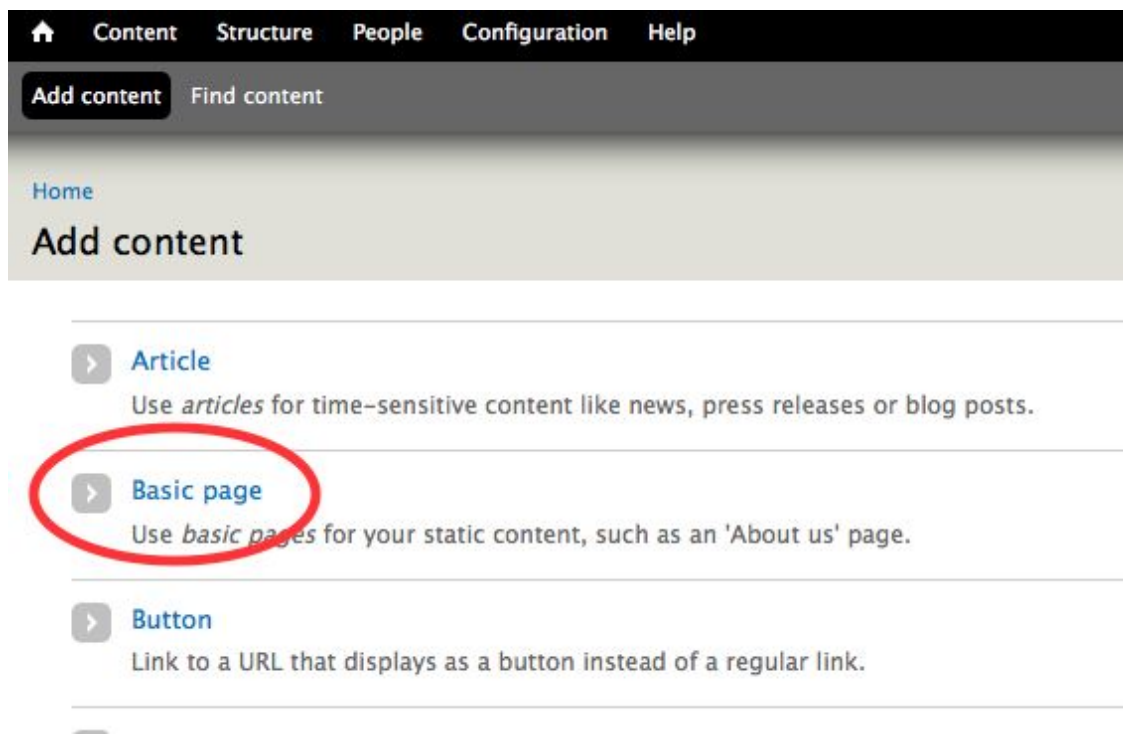 Content Structure People Configuration Help
Add content Find content
Home
Add content
Article
Use articles for time-sensitive content like news, press releases or blog posts.
Basic page
Use basic pages for your static content, such as an 'About us' page.
Button
Link to a URL that displays as a button instead of a regular link.